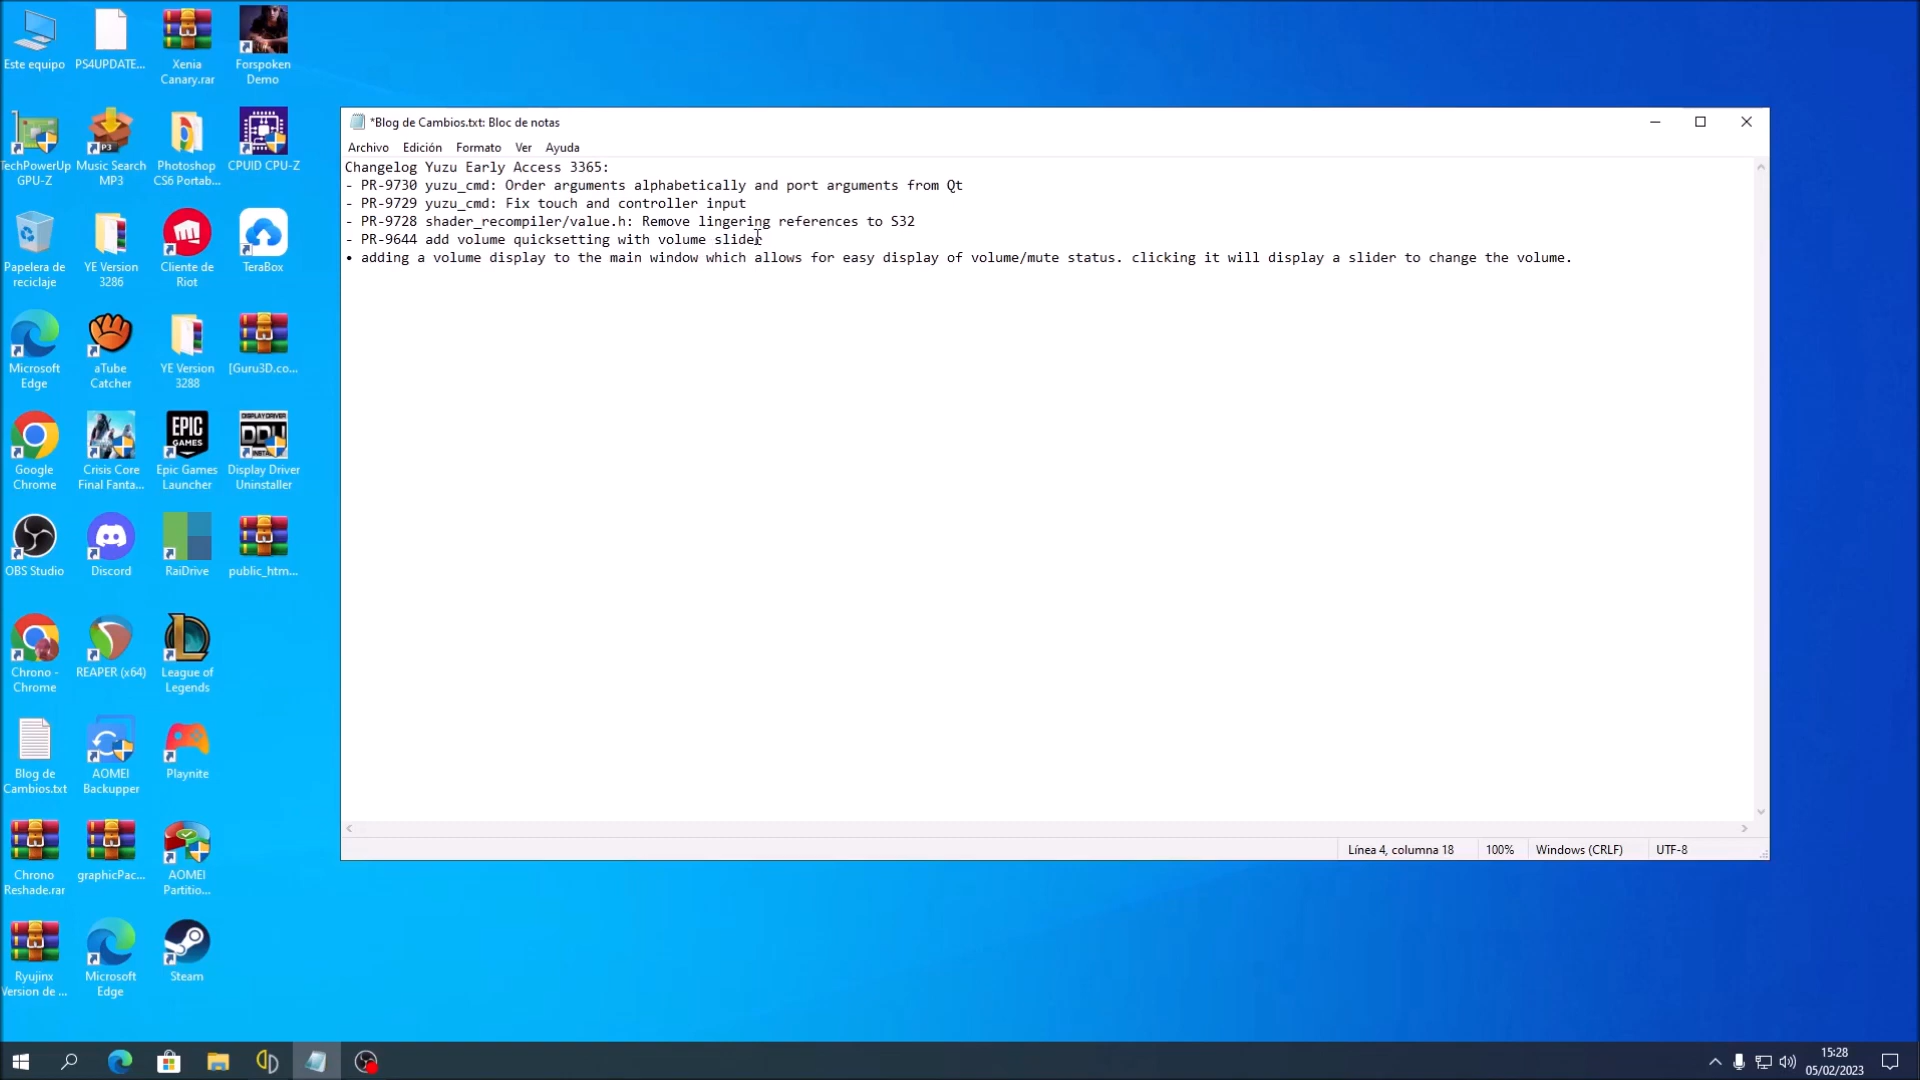 Este equipo
PS4UPDATE...
Xenia
Canary.rar
Forspoken
Demo
TechPowerUp
GPU-Z
Music Search
MP3
Photoshop
CS6 Portab...
CPUID CPU-Z
Papelera de
reciclaje
YE Version
3286
Cliente de
Riot
TeraBox
Microsoft
Edge
aTube
Catcher
YE Version
3288
[Guru3D.co...
Google
Chrome
Crisis Core
Final Fanta...
EPIC
GAMES
Epic Games
Launcher
DISPLAY DRIVER
DDU
Display Driver
Uninstaller
OBS Studio
Discord
RaiDrive
public_htm...
Chrono -
Chrome
REAPER (x64)
League of
Legends
Blog de
Cambios.txt
AOMEI
Backupper
Playnite
Chrono
Reshade.rar
graphicPac...
AOMEI
Partitio...
Ryujinx
Version de ...
Microsoft
Edge
Steam
*Blog de Cambios.txt: Bloc de notas
Archivo Edición Formato Ver Ayuda
Changelog Yuzu Early Access 3365:
- PR-9730 yuzu_cmd: Order arguments alphabetically and port arguments from Qt
- PR-9729 yuzu_cmd: Fix touch and controller input
- PR-9728 shader_recompiler/value.h: Remove lingering references to S32
- PR-9644 add volume quicksetting with volume slider
• adding a volume display to the main window which allows for easy display of volume/mute status. clicking it will display a slider to change the volume.
Línea 4, columna 18 100% Windows (CRLF) UTF-8
15:28
05/02/2023